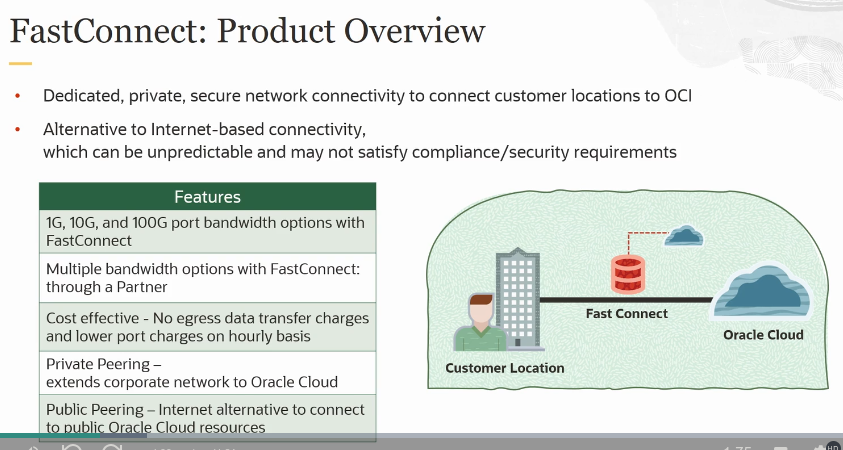 FastConnect: Product Overview
• Dedicated, private, secure network connectivity to connect customer locations to OCI
• Alternative to Internet-based connectivity,
which can be unpredictable and may not satisfy compliance/security requirements
Features
1G, 10G, and 100G port bandwidth options with
FastConnect
Multiple bandwidth options with FastConnect:
through a Partner
Cost effective - No egress data transfer charges
and lower port charges on hourly basis
Private Peering –
extends corporate network to Oracle Cloud
Public Peering – Internet alternative to connect
to public Oracle Cloud resources
Fast Connect
Oracle Cloud
Customer Location
HD